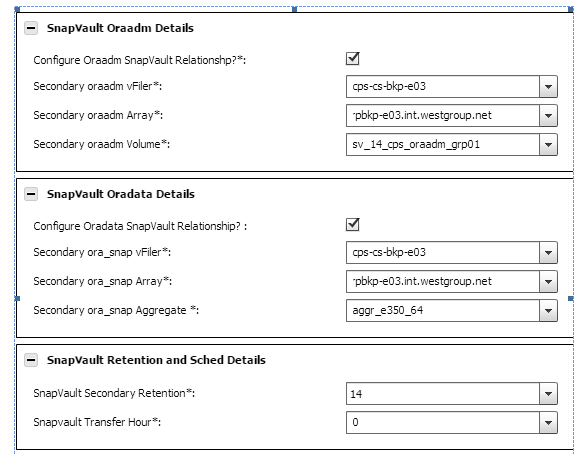 SnapVault Oraadm Details
Configure Oraadm SnapVault Relationshp?*:
Secondary oraadm vFiler*: cps-cs-bkp-e03
Secondary oraadm Array*: rpbkp-e03.int.westgroup.net
Secondary oraadm Volume*: sv_14_cps_oraadm_grp01
SnapVault Oradata Details
Configure Oradata SnapVault Relationship? :
Secondary ora_snap vFiler*: cps-cs-bkp-e03
Secondary ora_snap Array*: rpbkp-e03.int.westgroup.net
Secondary ora_snap Aggregate *: aggr_e350_64
SnapVault Retention and Sched Details
SnapVault Secondary Retention*: 14
Snapvault Transfer Hour*: 0